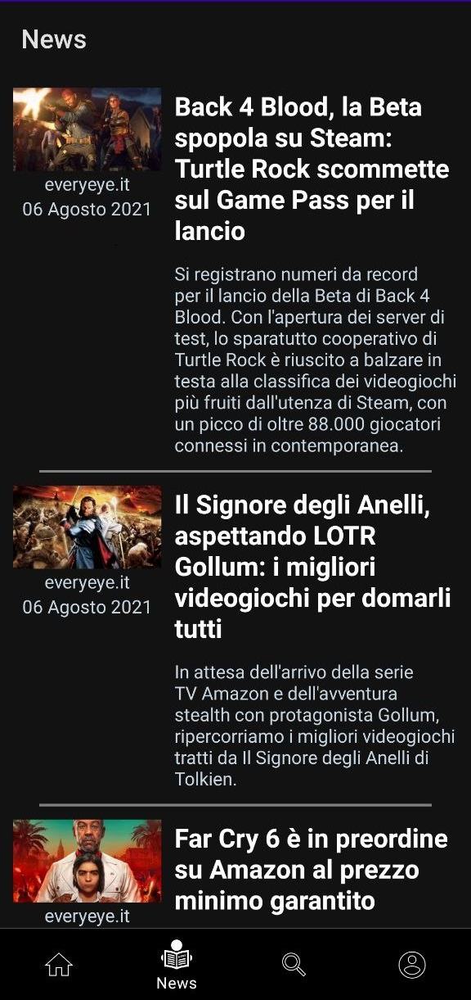 News
Back 4 Blood, la Beta
spopola su Steam:
Turtle Rock scommette
sul Game Pass per il
lancio
everyeye.it
06 Agosto 2021
Si registrano numeri da record
per il lancio della Beta di Back 4
Blood. Con l'apertura dei server di
test, lo sparatutto cooperativo di
Turtle Rock è riuscito a balzare in
testa alla classifica dei videogiochi
più fruiti dall'utenza di Steam, con
un picco di oltre 88.000 giocatori
connessi in contemporanea.
Il Signore degli Anelli,
aspettando LOTR
Gollum: i migliori
videogiochi per domarli
tutti
everyeye.it
06 Agosto 2021
In attesa dell'arrivo della serie
TV Amazon e dell'avventura
stealth con protagonista Gollum,
ripercorriamo i migliori videogiochi
tratti da Il Signore degli Anelli di
Tolkien.
Far Cry 6 è in preordine
su Amazon al prezzo
minimo garantito
everyeye.it
News